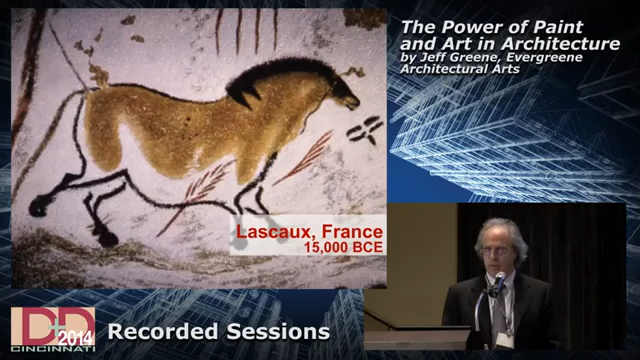 The Power of Paint
and Art in Architecture
by Jeff Greene, Evergreene
Architectural Arts
Lascaux, France
15,000 BCE
D+D
2014
CINCINNATI
Recorded Sessions